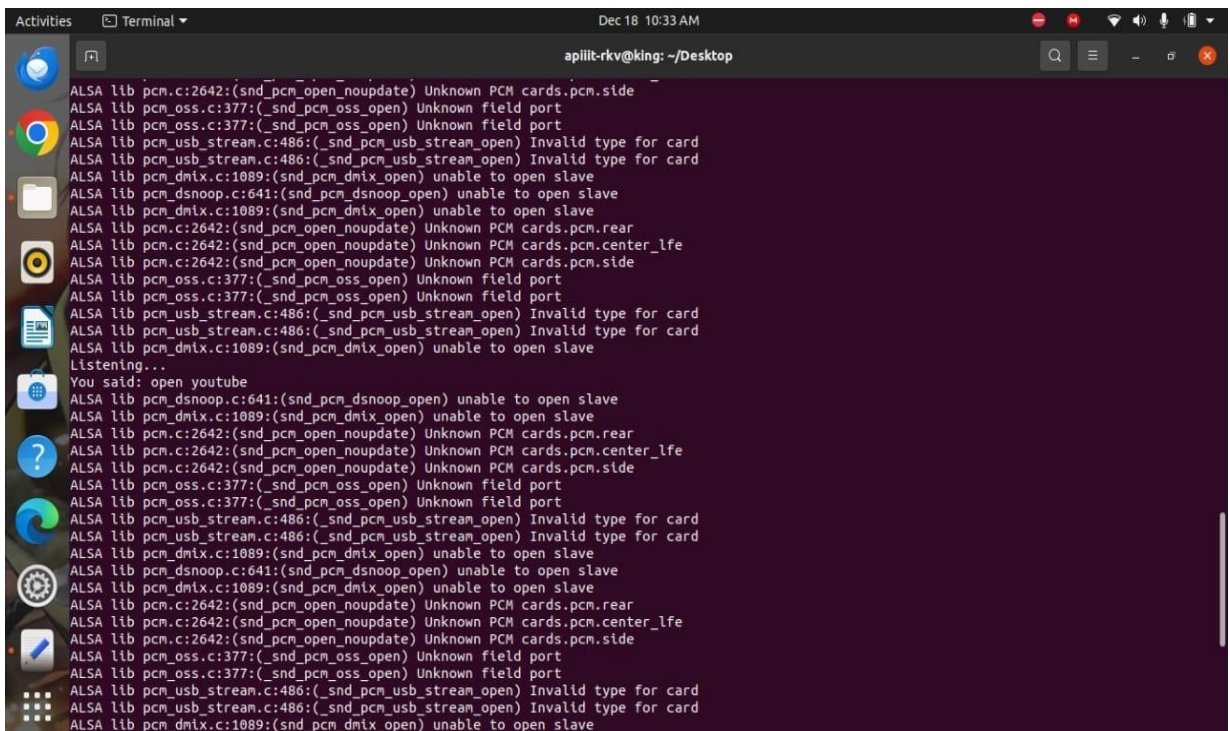 Activities
Terminal
Dec 18 10:33 AM
apiiit-rkv@king: ~/Desktop
ALSA lib pcm.c:2642:(snd_pcm_open_noupdate) Unknown PCM cards.pcm.side
ALSA lib pcm_oss.c:377:(_snd_pcm_oss_open) Unknown field port
ALSA lib pcm_oss.c:377:(_snd_pcm_oss_open) Unknown field port
ALSA lib pcm_usb_stream.c:486:(_snd_pcm_usb_stream_open) Invalid type for card
ALSA lib pcm_usb_stream.c:486:(_snd_pcm_usb_stream_open) Invalid type for card
ALSA lib pcm_dmix.c:1089:(snd_pcm_dmix_open) unable to open slave
ALSA lib pcm_dsnoop.c:641:(snd_pcm_dsnoop_open) unable to open slave
ALSA lib pcm_dmix.c:1089:(snd_pcm_dmix_open) unable to open slave
ALSA lib pcm.c:2642:(snd_pcm_open_noupdate) Unknown PCM cards.pcm.rear
ALSA lib pcm.c:2642:(snd_pcm_open_noupdate) Unknown PCM cards.pcm.center_lfe
ALSA lib pcm.c:2642:(snd_pcm_open_noupdate) Unknown PCM cards.pcm.side
ALSA lib pcm_oss.c:377:(_snd_pcm_oss_open) Unknown field port
ALSA lib pcm_oss.c:377:(_snd_pcm_oss_open) Unknown field port
ALSA lib pcm_usb_stream.c:486:(_snd_pcm_usb_stream_open) Invalid type for card
ALSA lib pcm_usb_stream.c:486:(_snd_pcm_usb_stream_open) Invalid type for card
ALSA lib pcm_dmix.c:1089:(snd_pcm_dmix_open) unable to open slave
Listening...
You said: open youtube
ALSA lib pcm_dsnoop.c:641:(snd_pcm_dsnoop_open) unable to open slave
ALSA lib pcm_dmix.c:1089:(snd_pcm_dmix_open) unable to open slave
ALSA lib pcm.c:2642:(snd_pcm_open_noupdate) Unknown PCM cards.pcm.rear
ALSA lib pcm.c:2642:(snd_pcm_open_noupdate) Unknown PCM cards.pcm.center_lfe
ALSA lib pcm.c:2642:(snd_pcm_open_noupdate) Unknown PCM cards.pcm.side
ALSA lib pcm_oss.c:377:(_snd_pcm_oss_open) Unknown field port
ALSA lib pcm_oss.c:377:(_snd_pcm_oss_open) Unknown field port
ALSA lib pcm_usb_stream.c:486:(_snd_pcm_usb_stream_open) Invalid type for card
ALSA lib pcm_usb_stream.c:486:(_snd_pcm_usb_stream_open) Invalid type for card
ALSA lib pcm_dmix.c:1089:(snd_pcm_dmix_open) unable to open slave
ALSA lib pcm_dsnoop.c:641:(snd_pcm_dsnoop_open) unable to open slave
ALSA lib pcm_dmix.c:1089:(snd_pcm_dmix_open) unable to open slave
ALSA lib pcm.c:2642:(snd_pcm_open_noupdate) Unknown PCM cards.pcm.rear
ALSA lib pcm.c:2642:(snd_pcm_open_noupdate) Unknown PCM cards.pcm.center_lfe
ALSA lib pcm.c:2642:(snd_pcm_open_noupdate) Unknown PCM cards.pcm.side
ALSA lib pcm_oss.c:377:(_snd_pcm_oss_open) Unknown field port
ALSA lib pcm_oss.c:377:(_snd_pcm_oss_open) Unknown field port
ALSA lib pcm_usb_stream.c:486:(_snd_pcm_usb_stream_open) Invalid type for card
ALSA lib pcm_usb_stream.c:486:(_snd_pcm_usb_stream_open) Invalid type for card
ALSA lib pcm_dmix.c:1089:(snd_pcm_dmix_open) unable to open slave